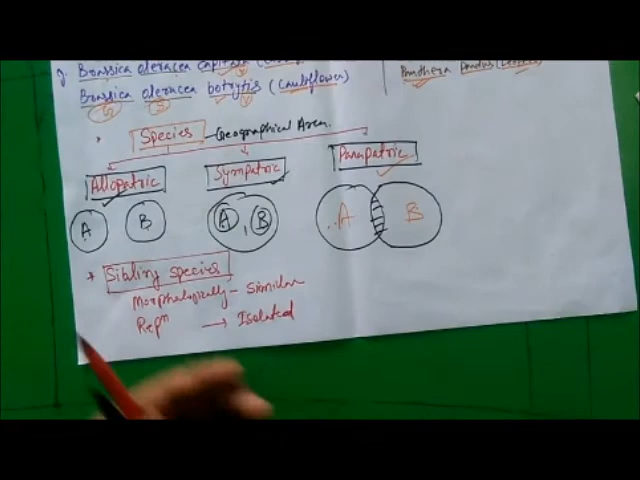 Brassica oleracea capitata
Panthera Pardus (Leopard)
Brassica oleracea botrytis (Cauliflower)
Species - Geographical Area.
Allopatric Sympatric Parapatric
A B A, B A B
* Sibling species
Morphologically - Similar
Repn → Isolated